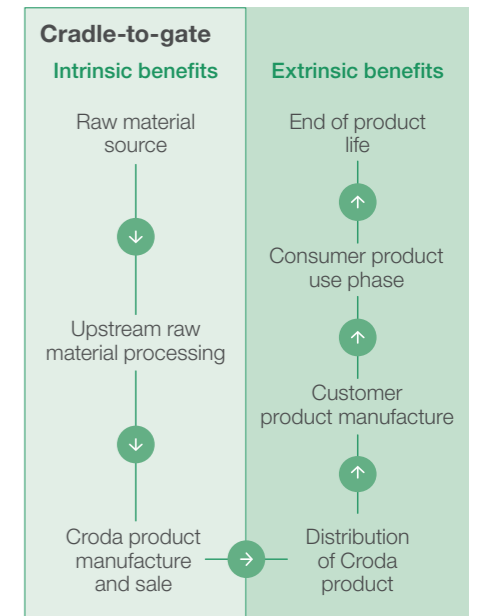 Cradle-to-gate
Intrinsic benefits
Raw material
source
Upstream raw
material processing
Croda product
manufacture
and sale
Extrinsic benefits
End of product
life
Consumer product
use phase
Customer
product manufacture
Distribution
of Croda
product